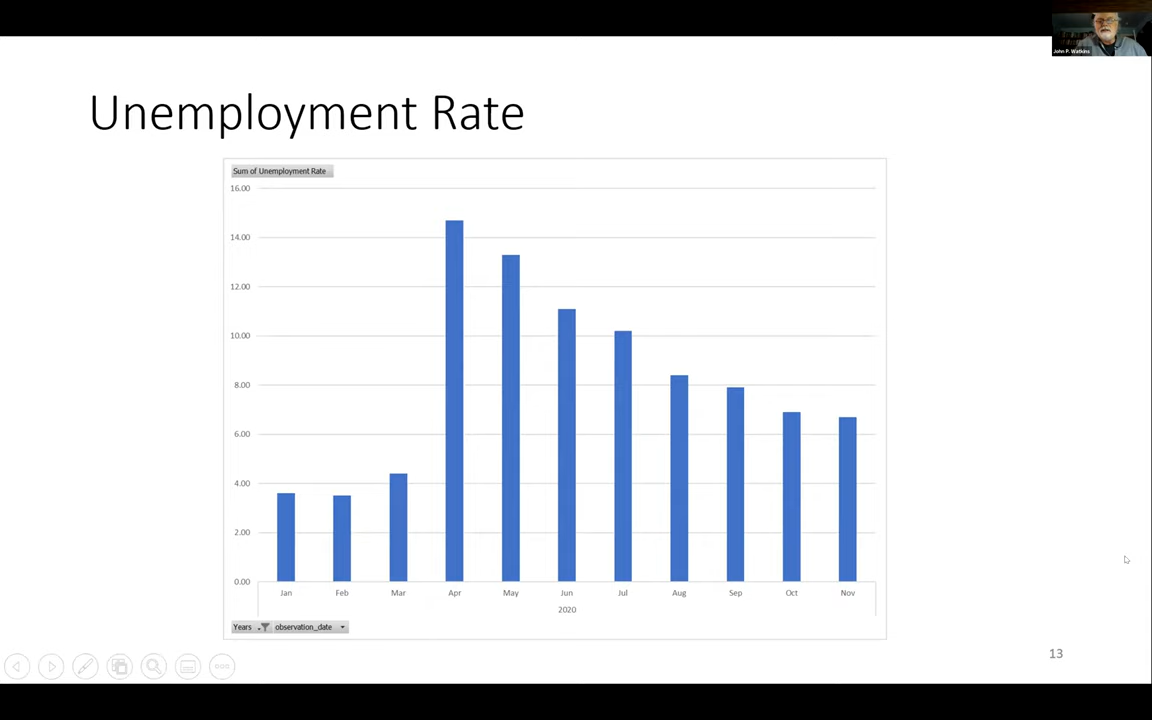 John P. Watkins
Unemployment Rate
Sum of Unemployment Rate
16.00
14.00
12.00
10.00
8.00
6.00
4.00
2.00
0.00
Jan Feb Mar Apr May Jun Jul Aug Sep Oct Nov
2020
Years observation_date
13